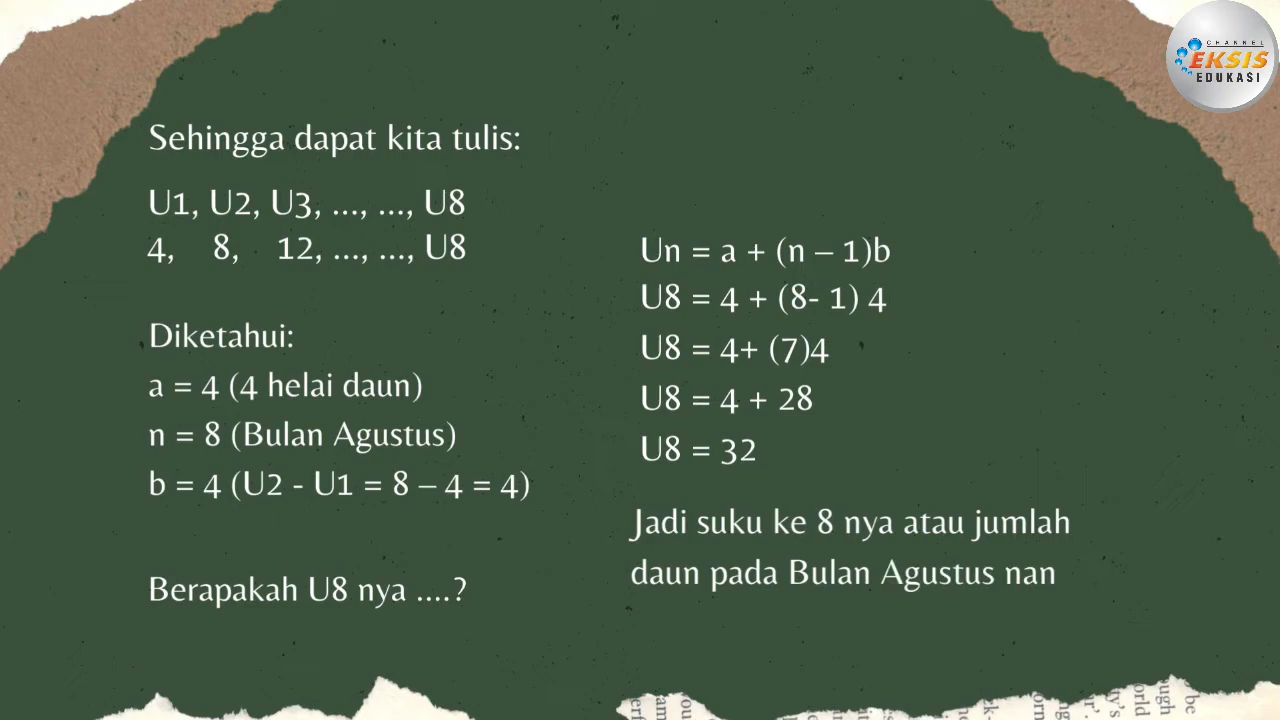 CHANNEL
EKSIS
EDUKASI
Sehingga dapat kita tulis:
U1, U2, U3, ..., ..., U8
4, 8, 12, ..., ..., U8
Diketahui:
a = 4 (4 helai daun)
n = 8 (Bulan Agustus)
b = 4 (U2 - U1 = 8 – 4 = 4)
Berapakah U8 nya ....?
Un = a + (n – 1)b
U8 = 4 + (8- 1) 4
U8 = 4+ (7)4
U8 = 4 + 28
U8 = 32
Jadi suku ke 8 nya atau jumlah
daun pada Bulan Agustus nan